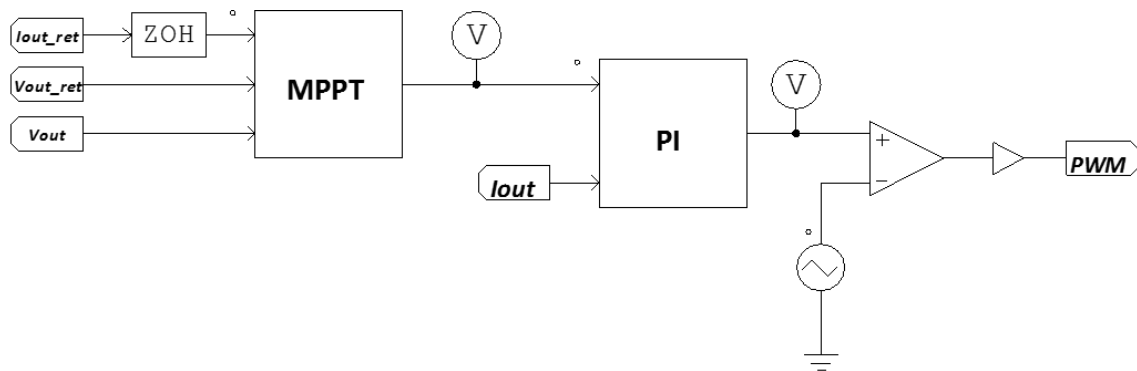 Iout_ret
ZOH
Vout_ret
Vout
MPPT
V
Iout
PI
V
+
−
PWM